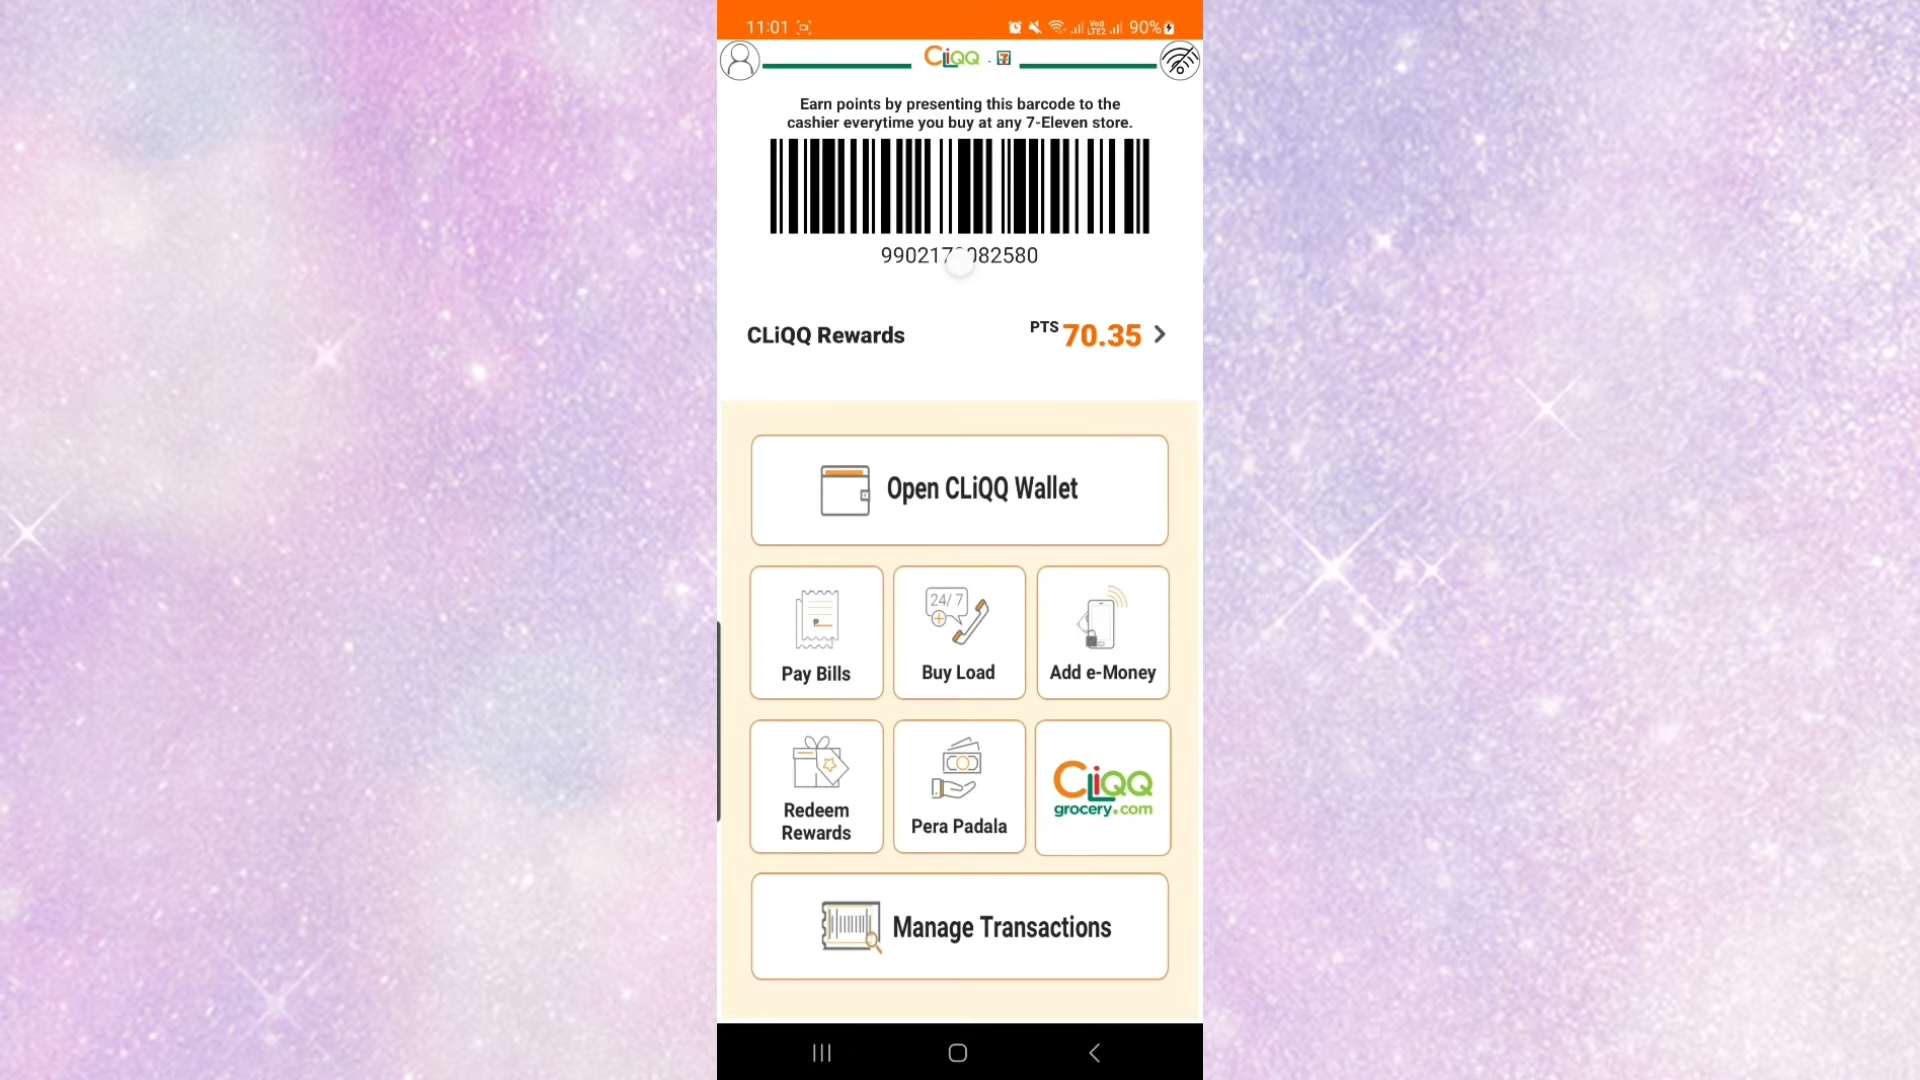 11:01 90%
CLiQQ - 7
Earn points by presenting this barcode to the
cashier everytime you buy at any 7-Eleven store.
CLiQQ Rewards PTS 70.35
Open CLiQQ Wallet
24/7
Pay Bills Buy Load Add e-Money
Redeem
Rewards
Pera Padala
CLiQQ
grocery.com
Manage Transactions